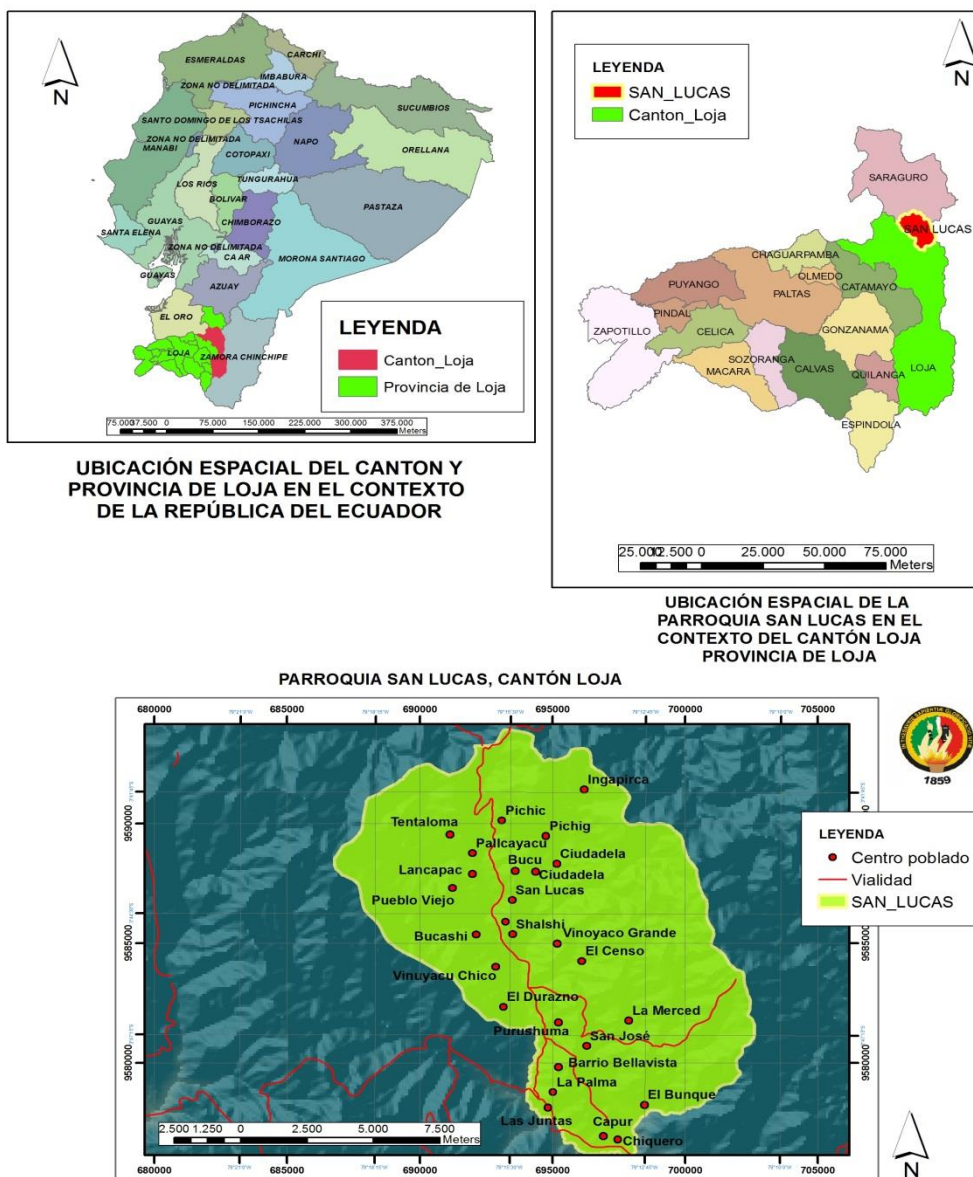 N
ESMERALDAS
CARCHI
IMBABURA
ZONA NO DELIMITADA
PICHINCHA
SUCUMBIOS
SANTO DOMINGO DE LOS TSACHILAS
ZONA NO DELIMITADA
MANABI
NAPO
ORELLANA
COTOPAXI
TUNGURAHUA
LOS RIOS
BOLIVAR
PASTAZA
GUAYAS
CHIMBORAZO
SANTA ELENA
ZONA NO DELIMITADA
CA AR
MORONA SANTIAGO
GUAYAS
AZUAY
EL ORO
LOJA
ZAMORA CHINCHIPE
LEYENDA
Canton_Loja
Provincia de Loja
75.000 37.500 0 75.000 150.000 225.000 300.000 375.000
Meters
UBICACIÓN ESPACIAL DEL CANTON Y
PROVINCIA DE LOJA EN EL CONTEXTO
DE LA REPÚBLICA DEL ECUADOR
N
LEYENDA
SAN_LUCAS
Canton_Loja
SARAGURO
SAN LUCAS
CHAGUARPAMBA
OLMEDO
PUYANGO
CATAMAYO
PALTAS
PINDAL
ZAPOTILLO
CELICA
GONZANAMA
SOZORANGA
MACARA
CALVAS
QUILANGA
LOJA
ESPINDOLA
25.000 12.500 0 25.000 50.000 75.000
Meters
UBICACIÓN ESPACIAL DE LA
PARROQUIA SAN LUCAS EN EL
CONTEXTO DEL CANTÓN LOJA
PROVINCIA DE LOJA
PARROQUIA SAN LUCAS, CANTÓN LOJA
680000 685000 690000 695000 700000 705000
9590000
9585000
9580000
Ingapirca
Pichic
Tentaloma
Pichig
Pallcayacu
Bucu
Ciudadela
Lancapac
Ciudadela
Pueblo Viejo
San Lucas
Shalshi
Bucashi
Vinoyaco Grande
El Censo
Vinuyacu Chico
El Durazno
La Merced
Purushuma
San José
Barrio Bellavista
La Palma
El Bunque
Las Juntas
Capur
Chiquero
2.500 1.250 0 2.500 5.000 7.500
Meters
9590000
9585000
9580000
680000 685000 690000 695000 700000 705000
1859
LEYENDA
Centro poblado
Vialidad
SAN_LUCAS
N